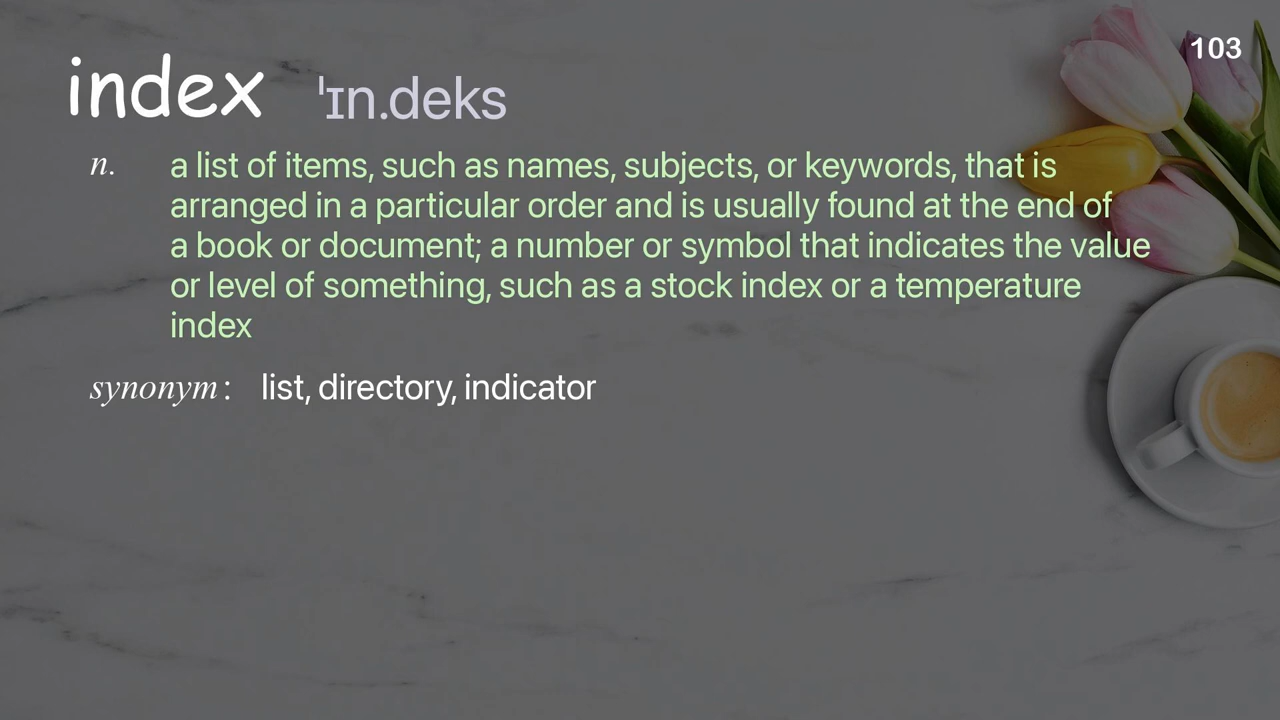 103
index ˈɪn.deks
n. a list of items, such as names, subjects, or keywords, that is
arranged in a particular order and is usually found at the end of
a book or document; a number or symbol that indicates the value
or level of something, such as a stock index or a temperature
index
synonym: list, directory, indicator